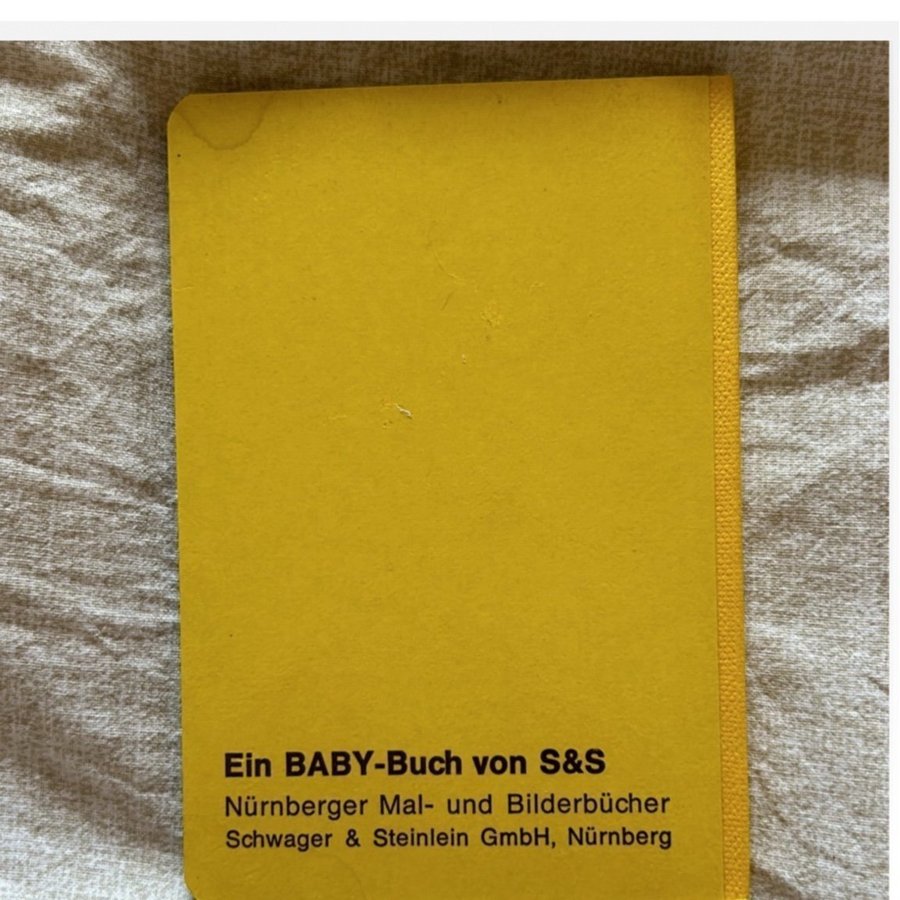 Ein BABY-Buch von S&S
Nürnberger Mal- und Bilderbücher
Schwager & Steinlein GmbH, Nürnberg